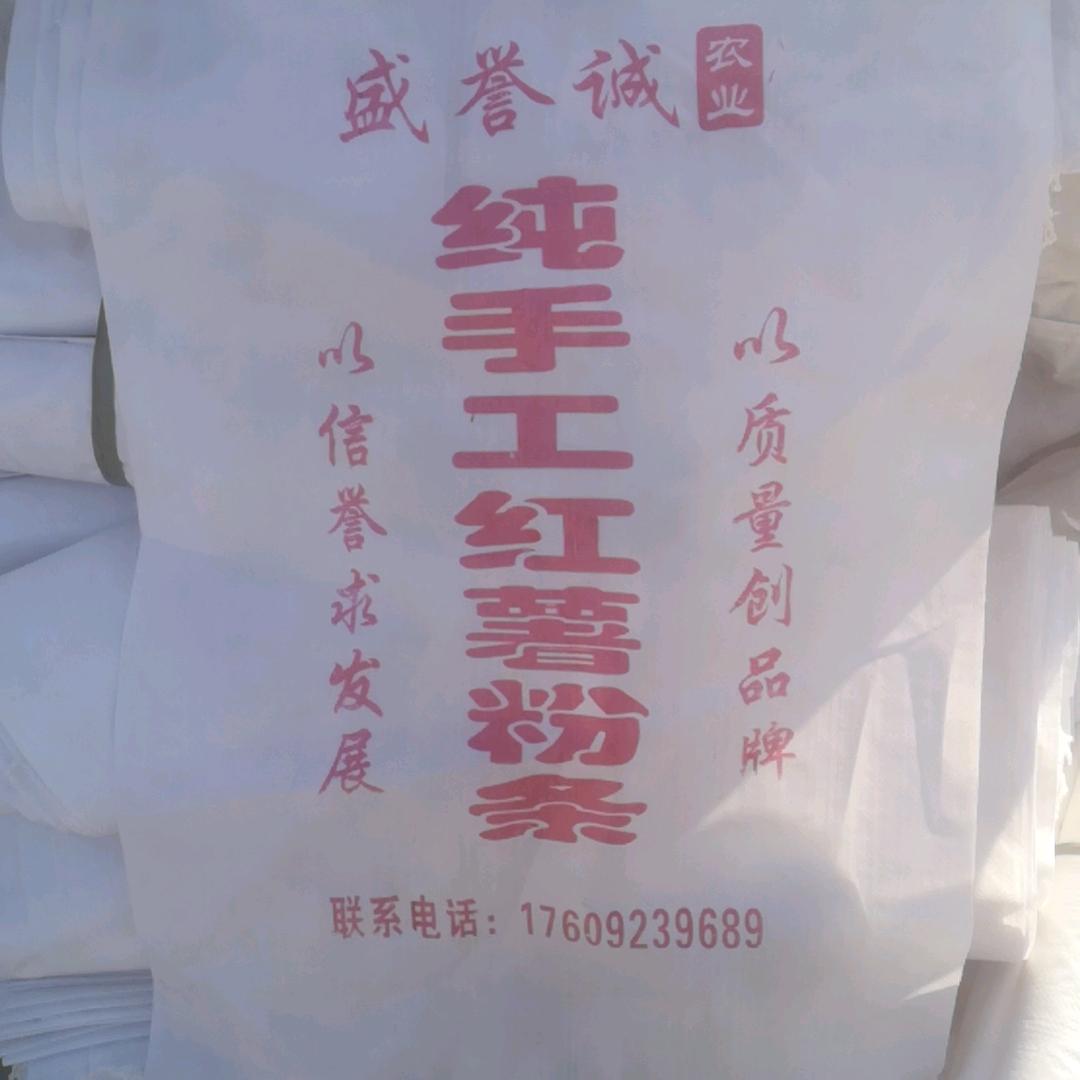 盛誉诚农业
纯手工红薯粉条
以质量创品牌
以信誉求发展
联系电话：17609239689